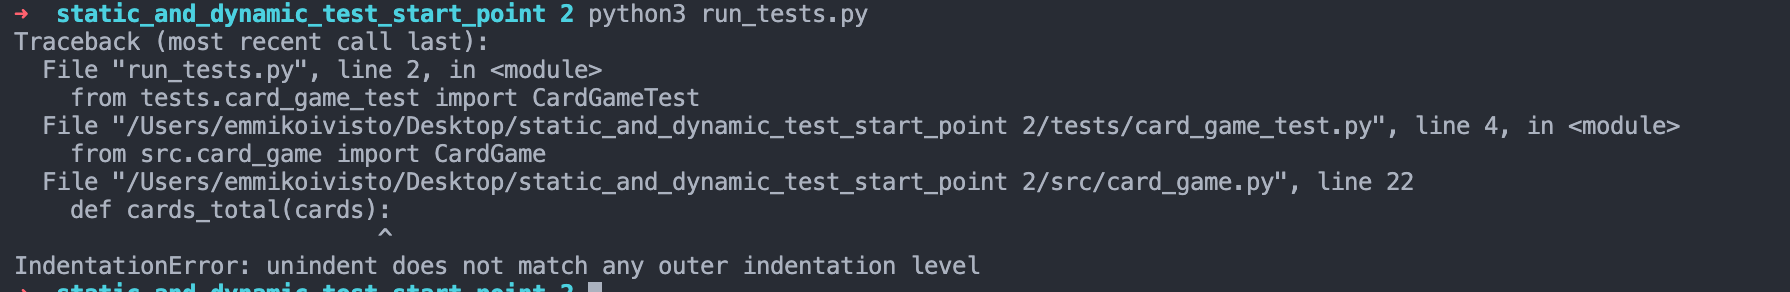 ➜  static_and_dynamic_test_start_point 2 python3 run_tests.py
Traceback (most recent call last):
  File "run_tests.py", line 2, in <module>
    from tests.card_game_test import CardGameTest
  File "/Users/emmikoivisto/Desktop/static_and_dynamic_test_start_point 2/tests/card_game_test.py", line 4, in <module>
    from src.card_game import CardGame
  File "/Users/emmikoivisto/Desktop/static_and_dynamic_test_start_point 2/src/card_game.py", line 22
    def cards_total(cards):
                          ^
IndentationError: unindent does not match any outer indentation level
➜  static_and_dynamic_test_start_point 2